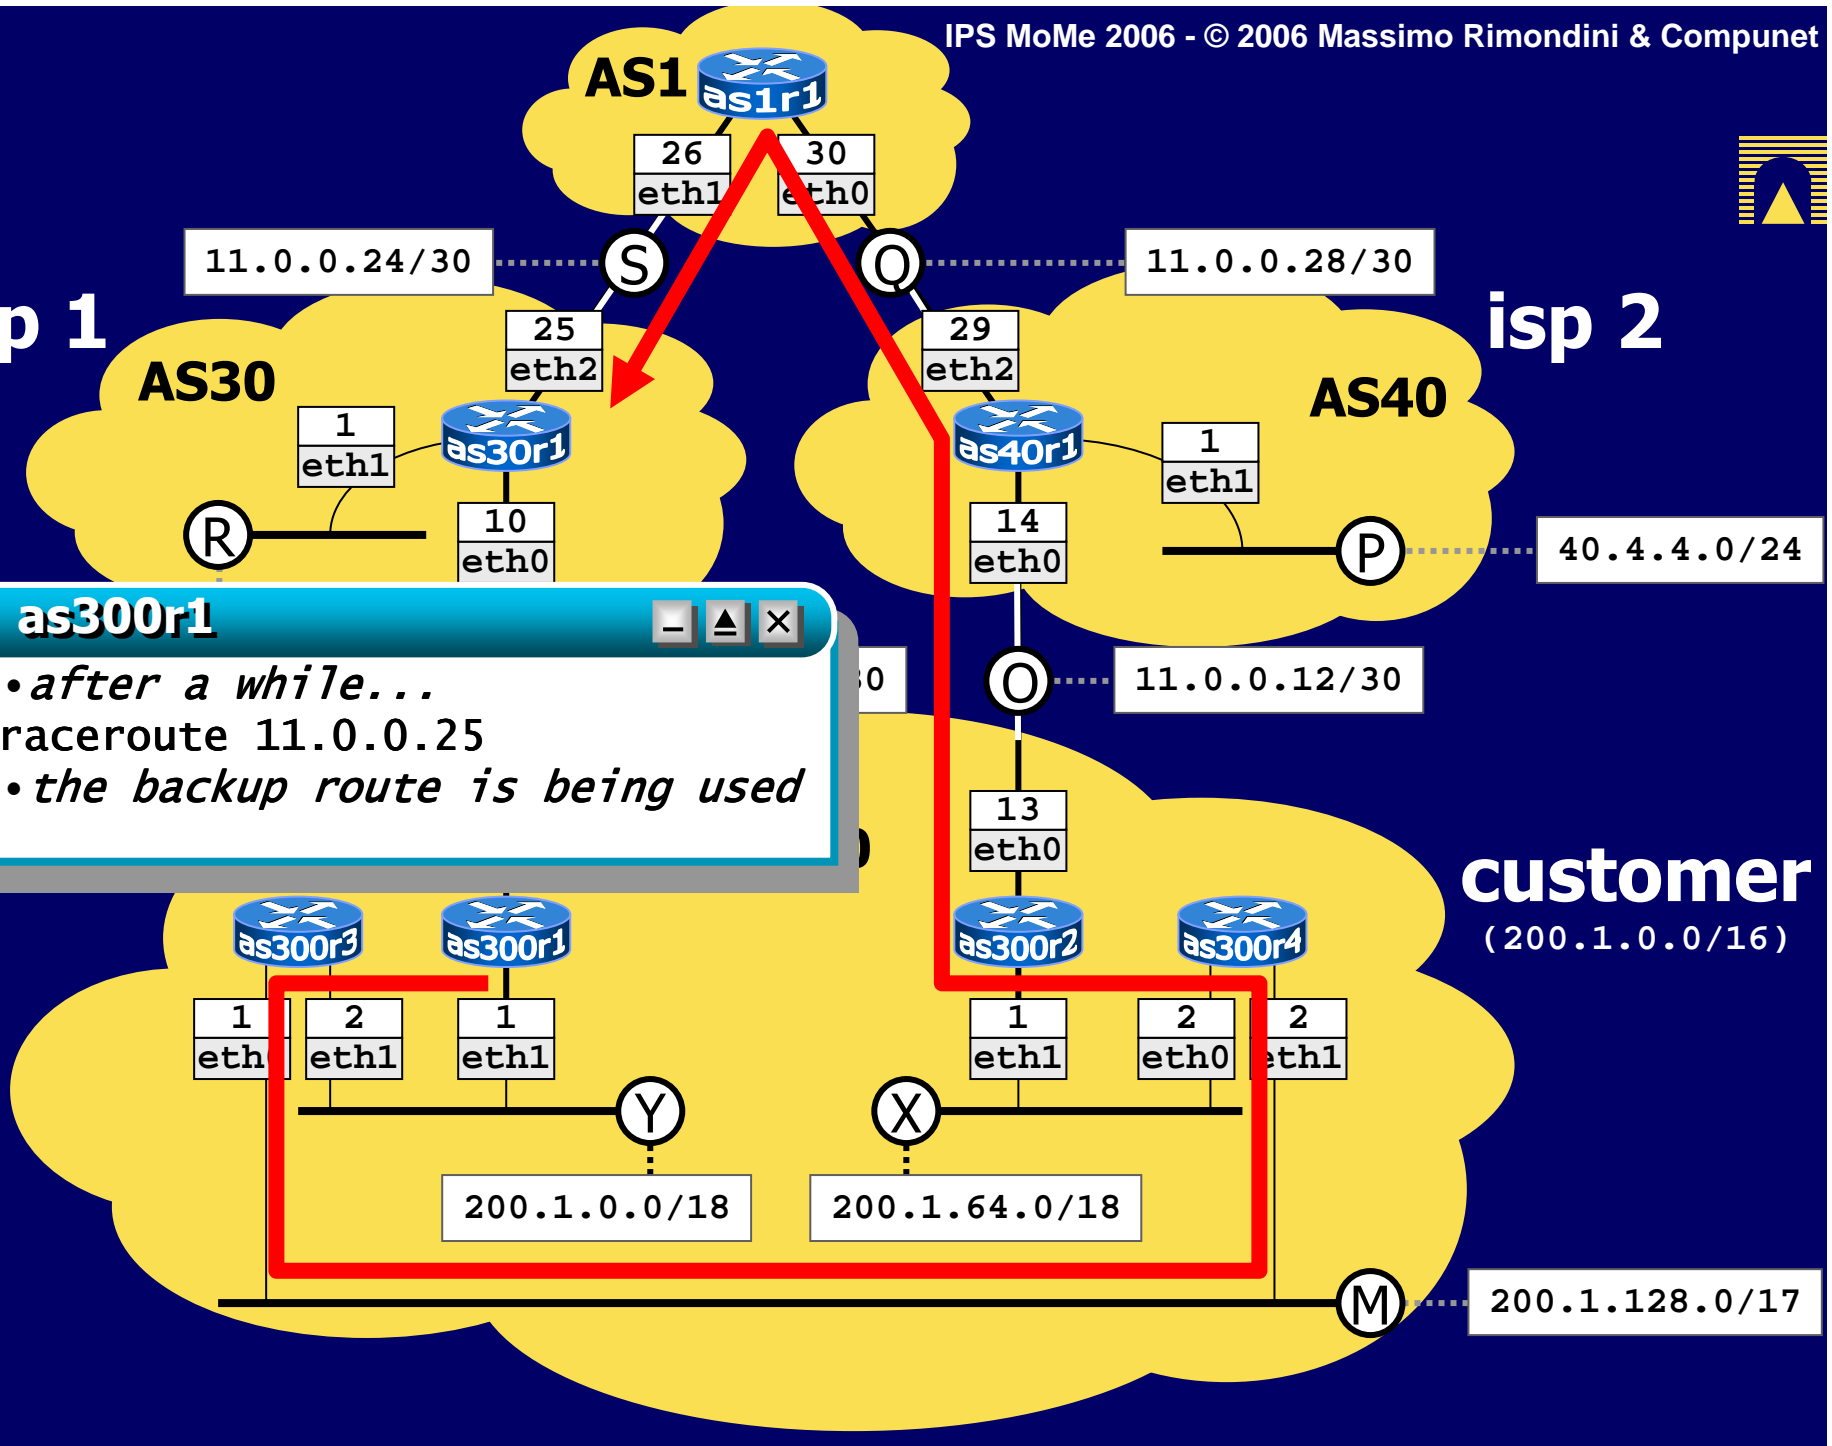 IPS MoMe 2006 - © 2006 Massimo Rimondini & Compunet
AS1
as1r1
26
eth1
30
eth0
11.0.0.24/30
S
Q
11.0.0.28/30
p 1
isp 2
25
eth2
29
eth2
AS30
AS40
1
eth1
as30r1
as40r1
1
eth1
R
10
eth0
14
eth0
P
40.4.4.0/24
as300r1
•after a while...
raceroute 11.0.0.25
•the backup route is being used
30
O
11.0.0.12/30
13
eth0
customer
(200.1.0.0/16)
as300r3
as300r1
as300r2
as300r4
1
eth0
2
eth1
1
eth1
1
eth1
2
eth0
2
eth1
Y
X
200.1.0.0/18
200.1.64.0/18
M
200.1.128.0/17